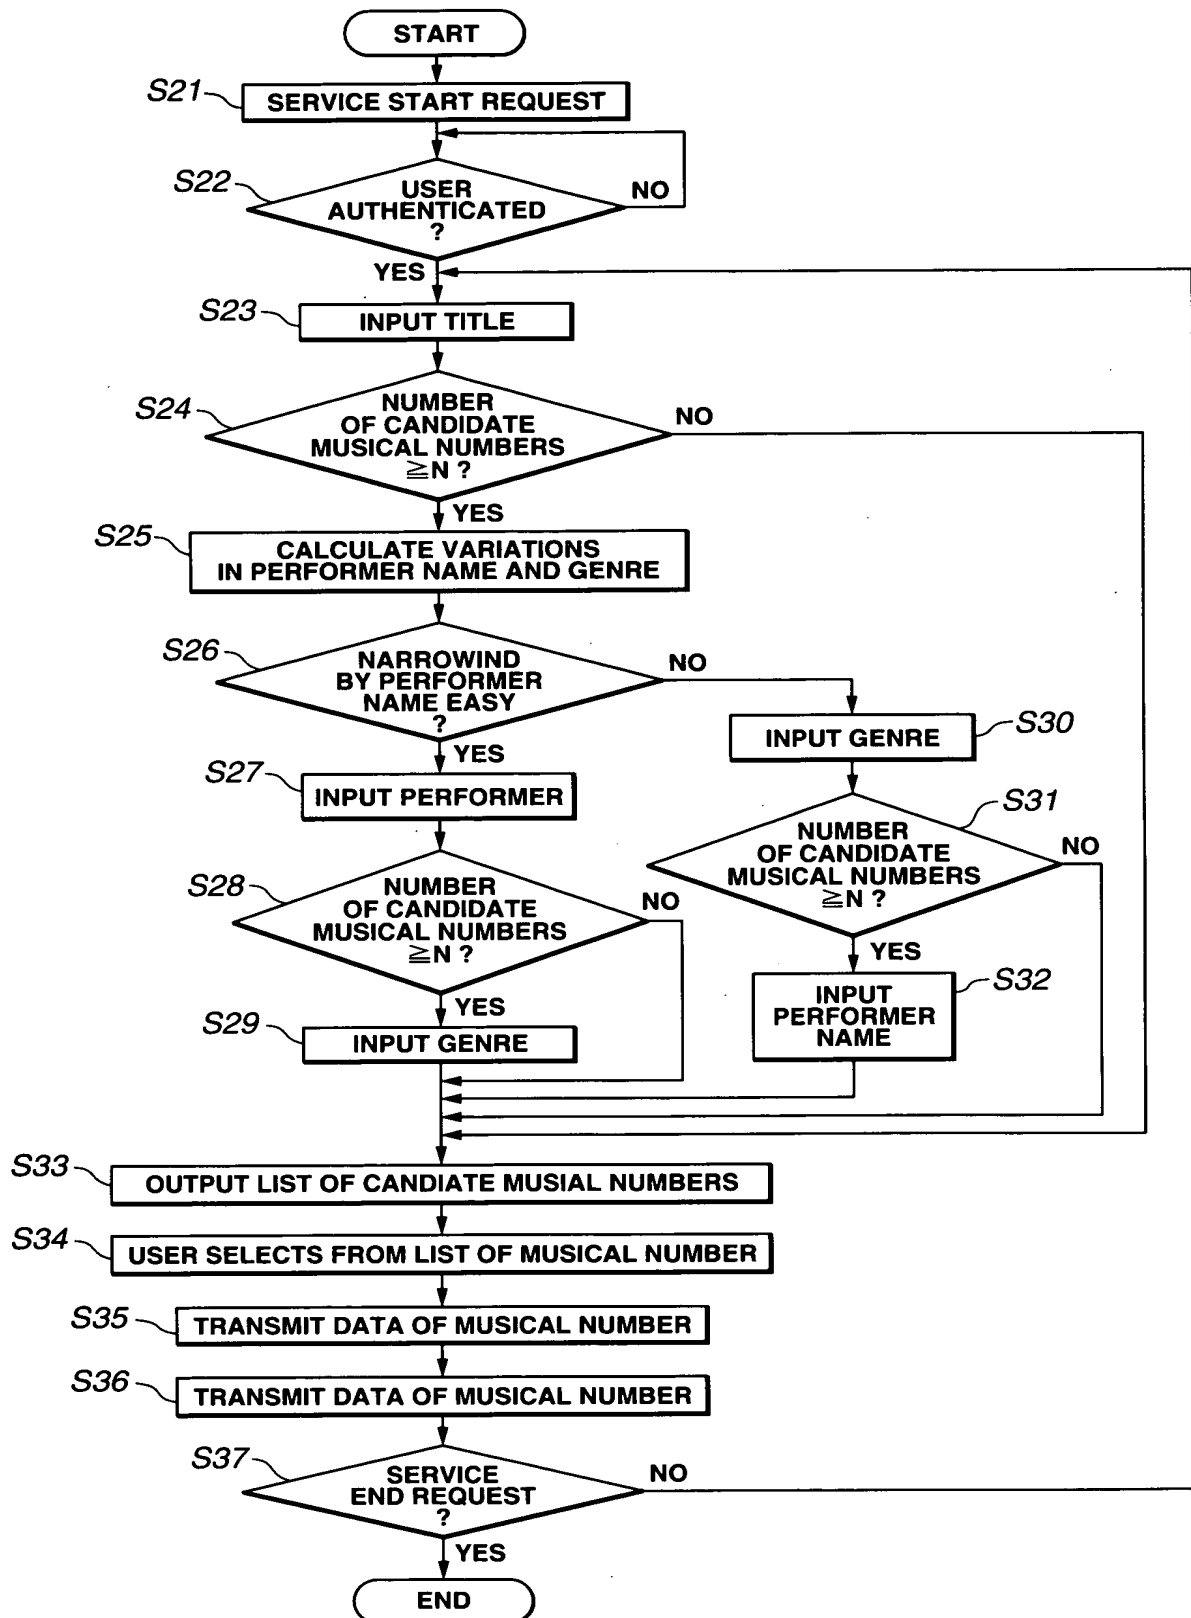 START
S21
SERVICE START REQUEST
S22
USER
AUTHENTICATED
?
NO
YES
S23
INPUT TITLE
S24
NUMBER
OF CANDIDATE
MUSICAL NUMBERS
≧N ?
NO
YES
S25
CALCULATE VARIATIONS
IN PERFORMER NAME AND GENRE
S26
NARROWIND
BY PERFORMER
NAME EASY
?
NO
YES
S30
INPUT GENRE
S27
INPUT PERFORMER
S31
NUMBER
OF CANDIDATE
MUSICAL NUMBERS
≧N ?
NO
YES
S28
NUMBER
OF CANDIDATE
MUSICAL NUMBERS
≧N ?
NO
YES
S32
INPUT
PERFORMER
NAME
S29
INPUT GENRE
S33
OUTPUT LIST OF CANDIATE MUSIAL NUMBERS
S34
USER SELECTS FROM LIST OF MUSICAL NUMBER
S35
TRANSMIT DATA OF MUSICAL NUMBER
S36
TRANSMIT DATA OF MUSICAL NUMBER
S37
SERVICE
END REQUEST
?
NO
YES
END